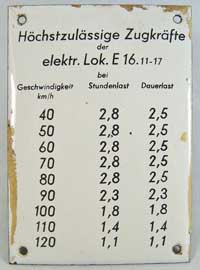 Höchstzulässige Zugkräfte
der
elektr. Lok. E 16.11-17
bei
Geschwindigkeit Stundenlast Dauerlast
km/h
40 2,8 2,5
50 2,8 2,5
60 2,8 2,5
70 2,8 2,5
80 2,8 2,5
90 2,3 2,3
100 1,8 1,8
110 1,4 1,4
120 1,1 1,1